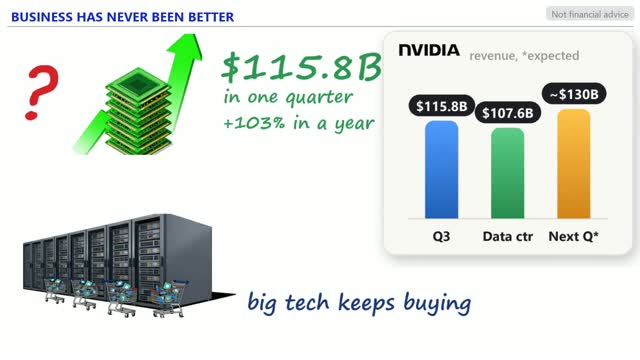 BUSINESS HAS NEVER BEEN BETTER
Not financial advice
?
$115.8B
in one quarter
+103% in a year
NVIDIA revenue, *expected
$115.8B
$107.6B
~$130B
Q3
Data ctr
Next Q*
big tech keeps buying